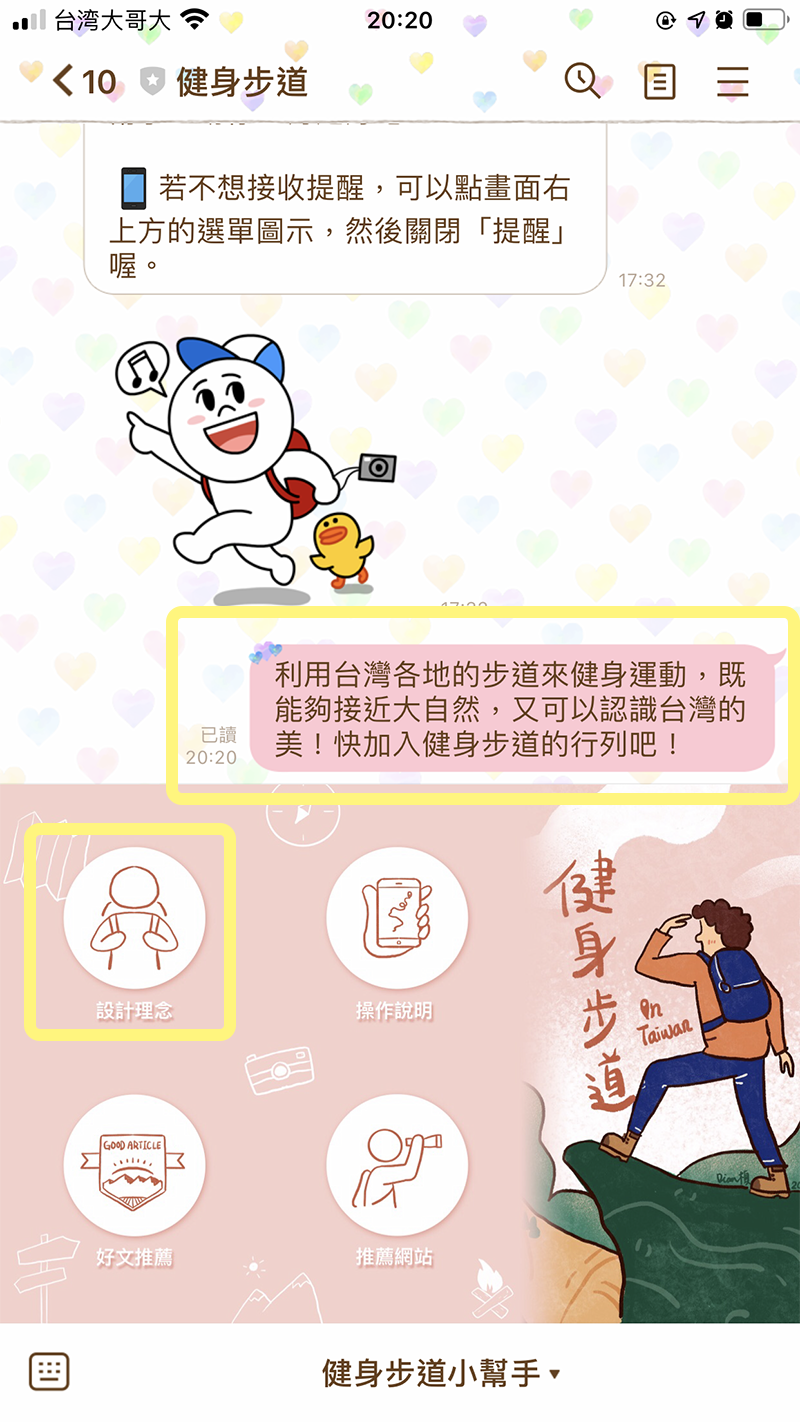 台湾大哥大
20:20
10
健身步道
若不想接收提醒，可以點畫面右
上方的選單圖示，然後關閉「提醒」
喔。
17:32
利用台灣各地的步道來健身運動，既
能夠接近大自然，又可以認識台灣的
美！快加入健身步道的行列吧！
已讀
20:20
設計理念
操作說明
健身步道
in
Taiwan
GOOD ARTICLE
好文推薦
推薦網站
健身步道小幫手